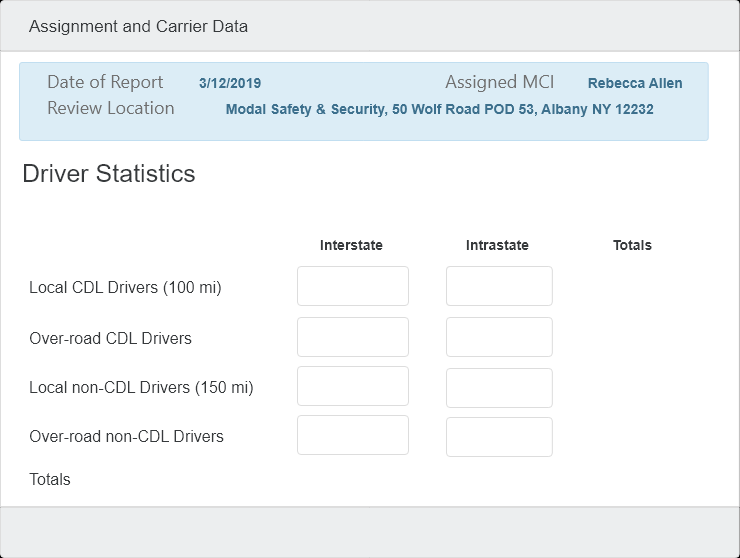 Assignment and Carrier Data
Date of Report 3/12/2019 Assigned MCI Rebecca Allen
Review Location Modal Safety & Security, 50 Wolf Road POD 53, Albany NY 12232
Driver Statistics
Interstate Intrastate Totals
Local CDL Drivers (100 mi)
Over-road CDL Drivers
Local non-CDL Drivers (150 mi)
Over-road non-CDL Drivers
Totals